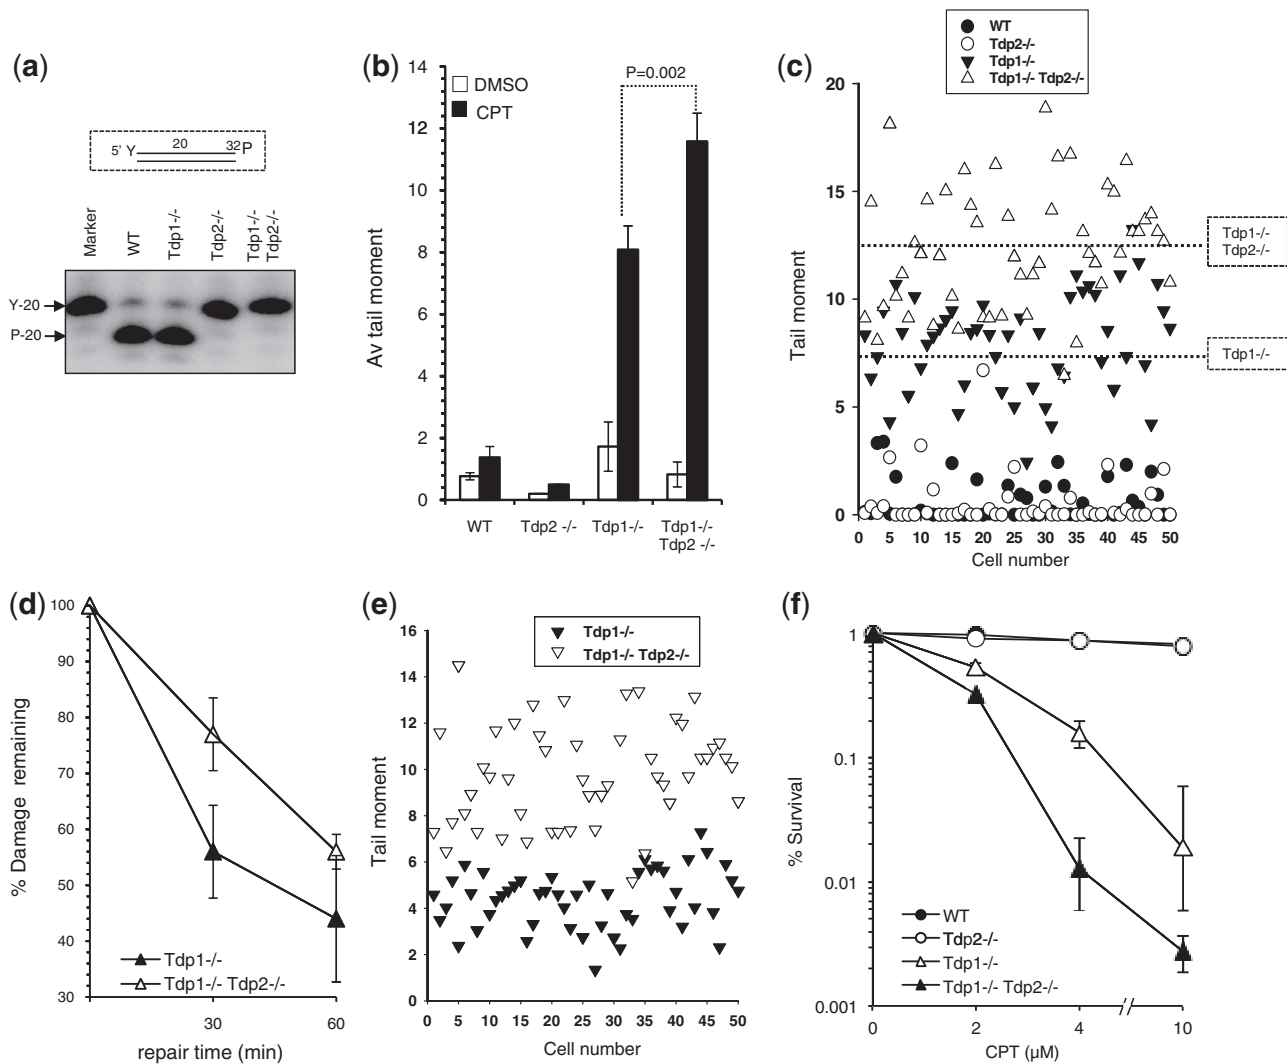 (a)
5' Y 20 32P
Marker
WT
Tdp1-/-
Tdp2-/-
Tdp1-/-
Tdp2-/-
Y-20
P-20
(b)
Av tail moment
14
12
10
8
6
4
2
0
DMSO
CPT
P=0.002
WT
Tdp2 -/-
Tdp1-/-
Tdp1-/-
Tdp2 -/-
(c)
WT
Tdp2-/-
Tdp1-/-
Tdp1-/- Tdp2-/-
Tail moment
20
15
10
5
0
Tdp1-/-
Tdp2-/-
Tdp1-/-
0 5 10 15 20 25 30 35 40 45 50
Cell number
(d)
% Damage remaining
100
90
80
70
60
50
40
30
Tdp1-/-
Tdp1-/- Tdp2-/-
30 60
repair time (min)
(e)
Tdp1-/-
Tdp1-/- Tdp2-/-
Tail moment
16
14
12
10
8
6
4
2
0
0 5 10 15 20 25 30 35 40 45 50
Cell number
(f)
% Survival
1
0.1
0.01
0.001
WT
Tdp2-/-
Tdp1-/-
Tdp1-/- Tdp2-/-
0 2 4 10
CPT (µM)